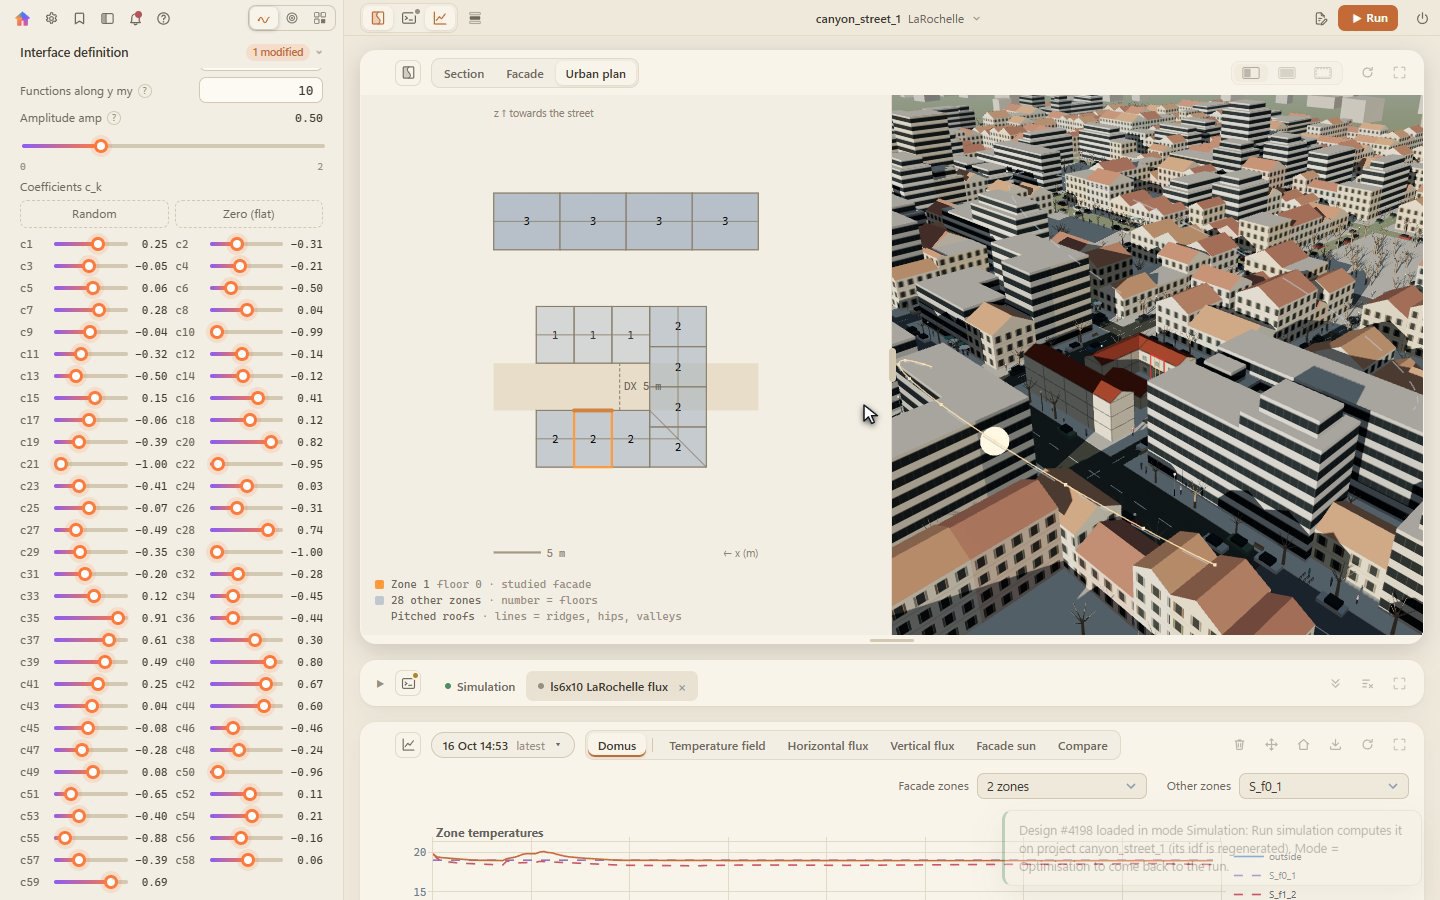 canyon_street_1 LaRochelle
Run
Interface definition
1 modified
Functions along y my ?
10
Amplitude amp ?
0.50
0
2
Coefficients c_k
Random
Zero (flat)
c1 0.25 c2 −0.31
c3 −0.05 c4 −0.21
c5 0.06 c6 −0.50
c7 0.28 c8 0.04
c9 −0.04 c10 −0.99
c11 −0.32 c12 −0.14
c13 −0.50 c14 −0.12
c15 0.15 c16 0.41
c17 −0.06 c18 0.12
c19 −0.39 c20 0.82
c21 −1.00 c22 −0.95
c23 −0.41 c24 0.03
c25 −0.07 c26 −0.31
c27 −0.49 c28 0.74
c29 −0.35 c30 −1.00
c31 −0.20 c32 −0.28
c33 0.12 c34 −0.45
c35 0.91 c36 −0.44
c37 0.61 c38 0.30
c39 0.49 c40 0.80
c41 0.25 c42 0.67
c43 0.04 c44 0.60
c45 −0.08 c46 −0.46
c47 −0.28 c48 −0.24
c49 0.08 c50 −0.96
c51 −0.65 c52 0.11
c53 −0.40 c54 0.21
c55 −0.88 c56 −0.16
c57 −0.39 c58 0.06
c59 0.69
Section
Facade
Urban plan
z ↑ towards the street
3 3 3 3
1 1 1 2
2
DX 5 m
2
2 2 2 2
5 m
← x (m)
Zone 1 floor 0 · studied facade
28 other zones · number = floors
Pitched roofs · lines = ridges, hips, valleys
Simulation
ls6x10 LaRochelle flux ×
16 Oct 14:53 latest
Domus
Temperature field
Horizontal flux
Vertical flux
Facade sun
Compare
Facade zones
2 zones
Other zones
S_f0_1
Zone temperatures
20
15
Design #4198 loaded in mode Simulation: Run simulation computes it
on project canyon_street_1 (its idf is regenerated). Mode =
Optimisation to come back to the run.
outside
S_f0_1
S_f1_2